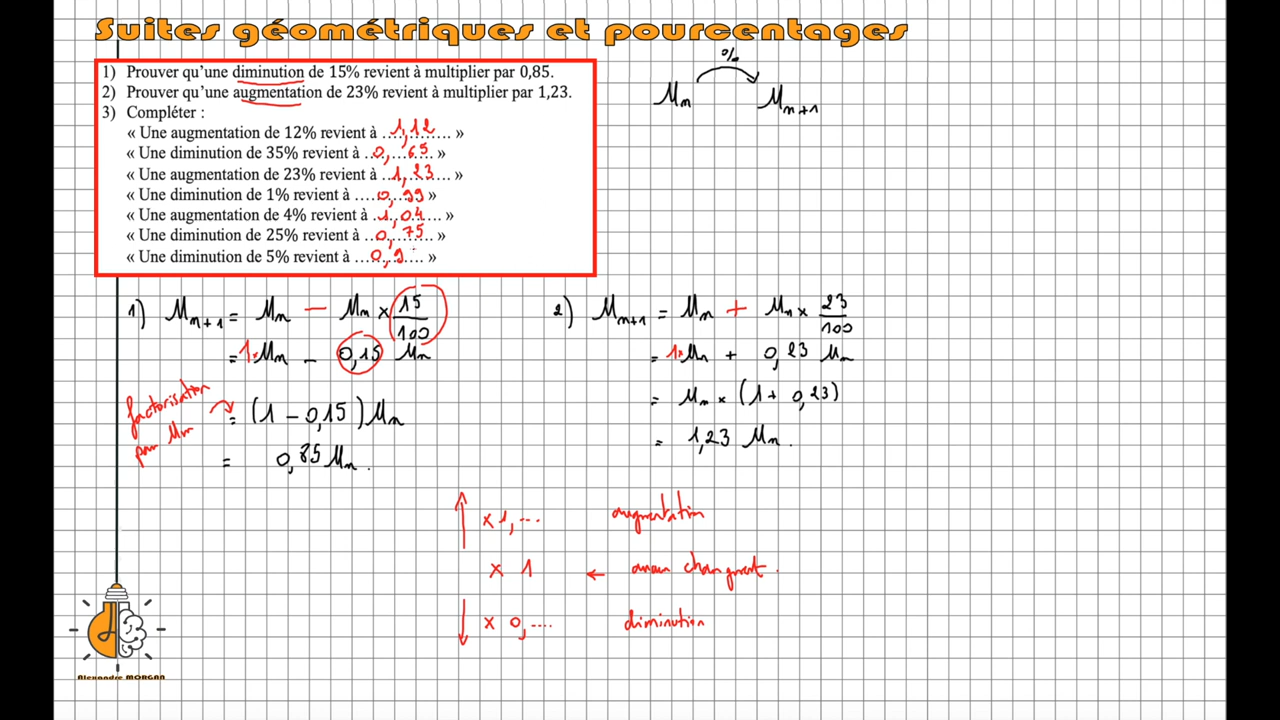 Suites géométriques et pourcentages
1) Prouver qu'une diminution de 15% revient à multiplier par 0,85.
2) Prouver qu'une augmentation de 23% revient à multiplier par 1,23.
3) Compléter :
« Une augmentation de 12% revient à 1,12 »
« Une diminution de 35% revient à 0,65 »
« Une augmentation de 23% revient à 1,23 »
« Une diminution de 1% revient à 0,99 »
« Une augmentation de 4% revient à 1,04 »
« Une diminution de 25% revient à 0,75 »
« Une diminution de 5% revient à 0,9 »
%
Un Un+1
1) Un+1 = Un − Un × 15/100
= 1×Un − 0,15 Un
factorisation par Un
= (1 − 0,15) Un
= 0,85 Un.
2) Un+1 = Un + Un × 23/100
= 1×Un + 0,23 Un
= Un × (1 + 0,23)
= 1,23 Un.
↑ × 1,... augmentation
× 1 ← aucun changement.
↓ × 0,.... diminution
Alexandre MORGAN